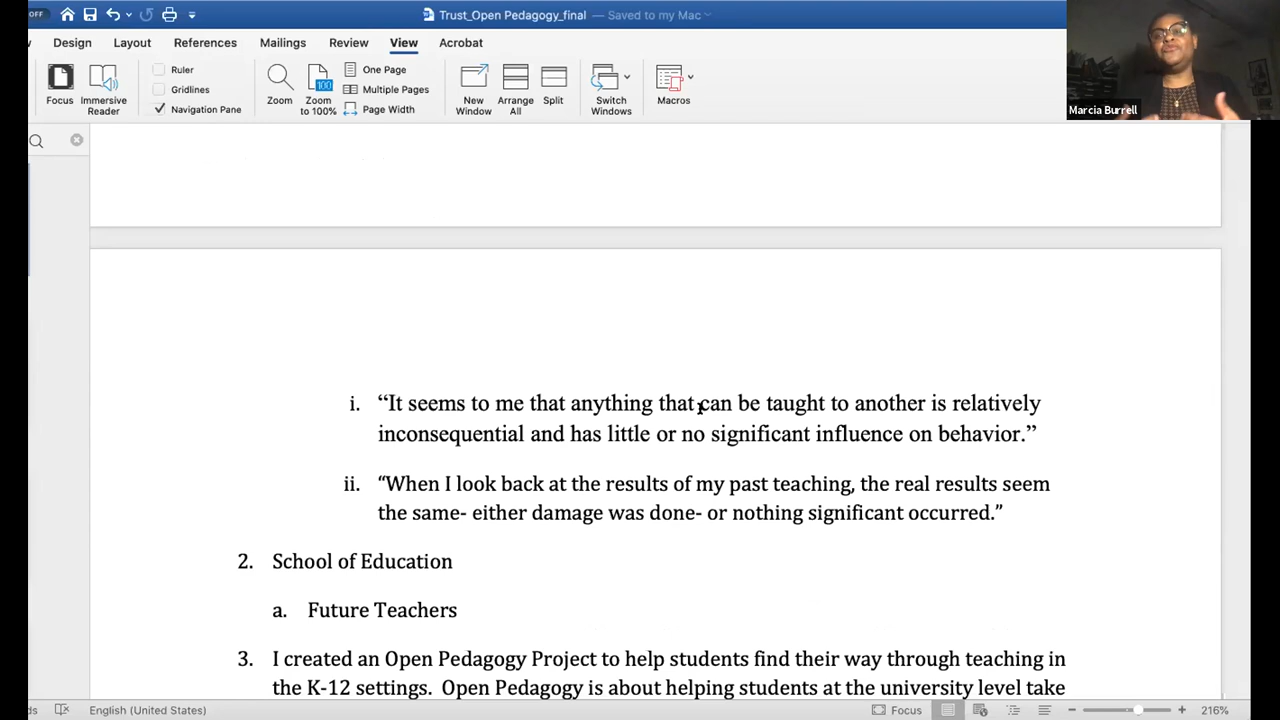 OFF
Trust_Open Pedagogy_final — Saved to my Mac
Design Layout References Mailings Review View Acrobat
Focus
Immersive Reader
Ruler
Gridlines
Navigation Pane
Zoom
Zoom to 100%
100
One Page
Multiple Pages
Page Width
New Window
Arrange All
Split
Switch Windows
Macros
Marcia Burrell
i. “It seems to me that anything that can be taught to another is relatively
inconsequential and has little or no significant influence on behavior.”
ii. “When I look back at the results of my past teaching, the real results seem
the same- either damage was done- or nothing significant occurred.”
2. School of Education
a. Future Teachers
3. I created an Open Pedagogy Project to help students find their way through teaching in
the K-12 settings. Open Pedagogy is about helping students at the university level take
English (United States)
Focus
216%